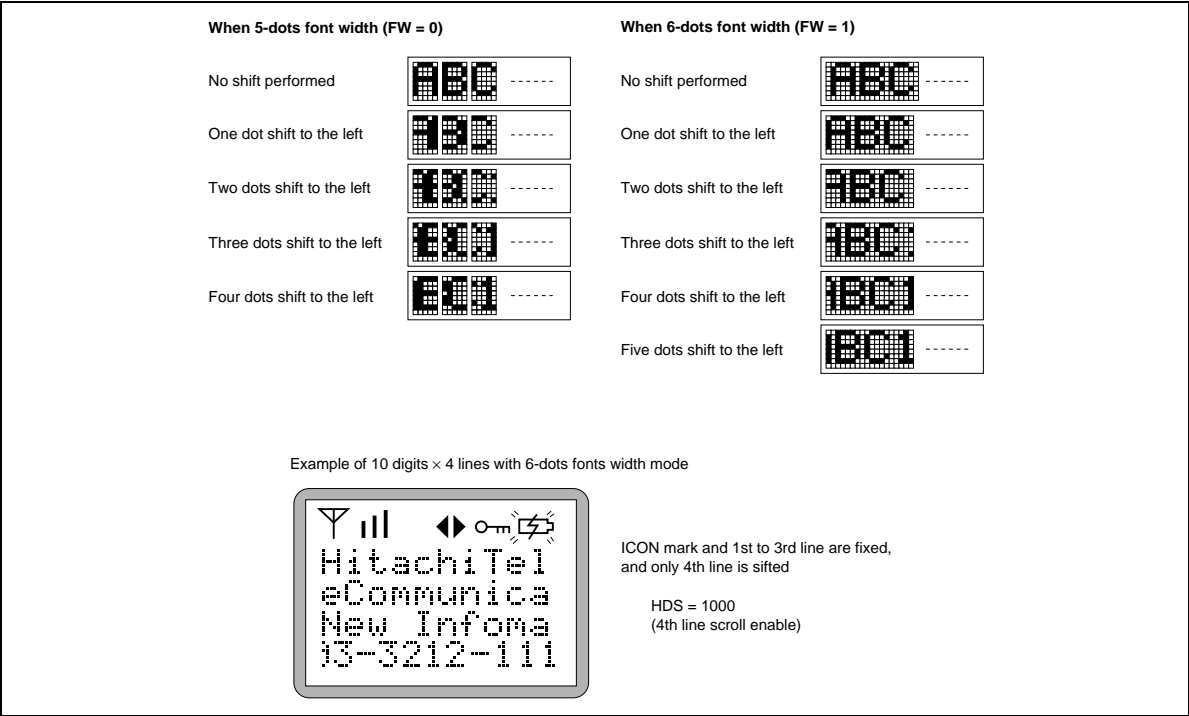 When 5-dots font width (FW = 0)
No shift performed
ABC ------
One dot shift to the left
------
Two dots shift to the left
------
Three dots shift to the left
------
Four dots shift to the left
------
When 6-dots font width (FW = 1)
No shift performed
ABC ------
One dot shift to the left
ABC ------
Two dots shift to the left
ABC ------
Three dots shift to the left
------
Four dots shift to the left
------
Five dots shift to the left
------
Example of 10 digits × 4 lines with 6-dots fonts width mode
HitachiTel
eCommunica
New Infoma
03-3212-111
ICON mark and 1st to 3rd line are fixed,
and only 4th line is sifted
HDS = 1000
(4th line scroll enable)